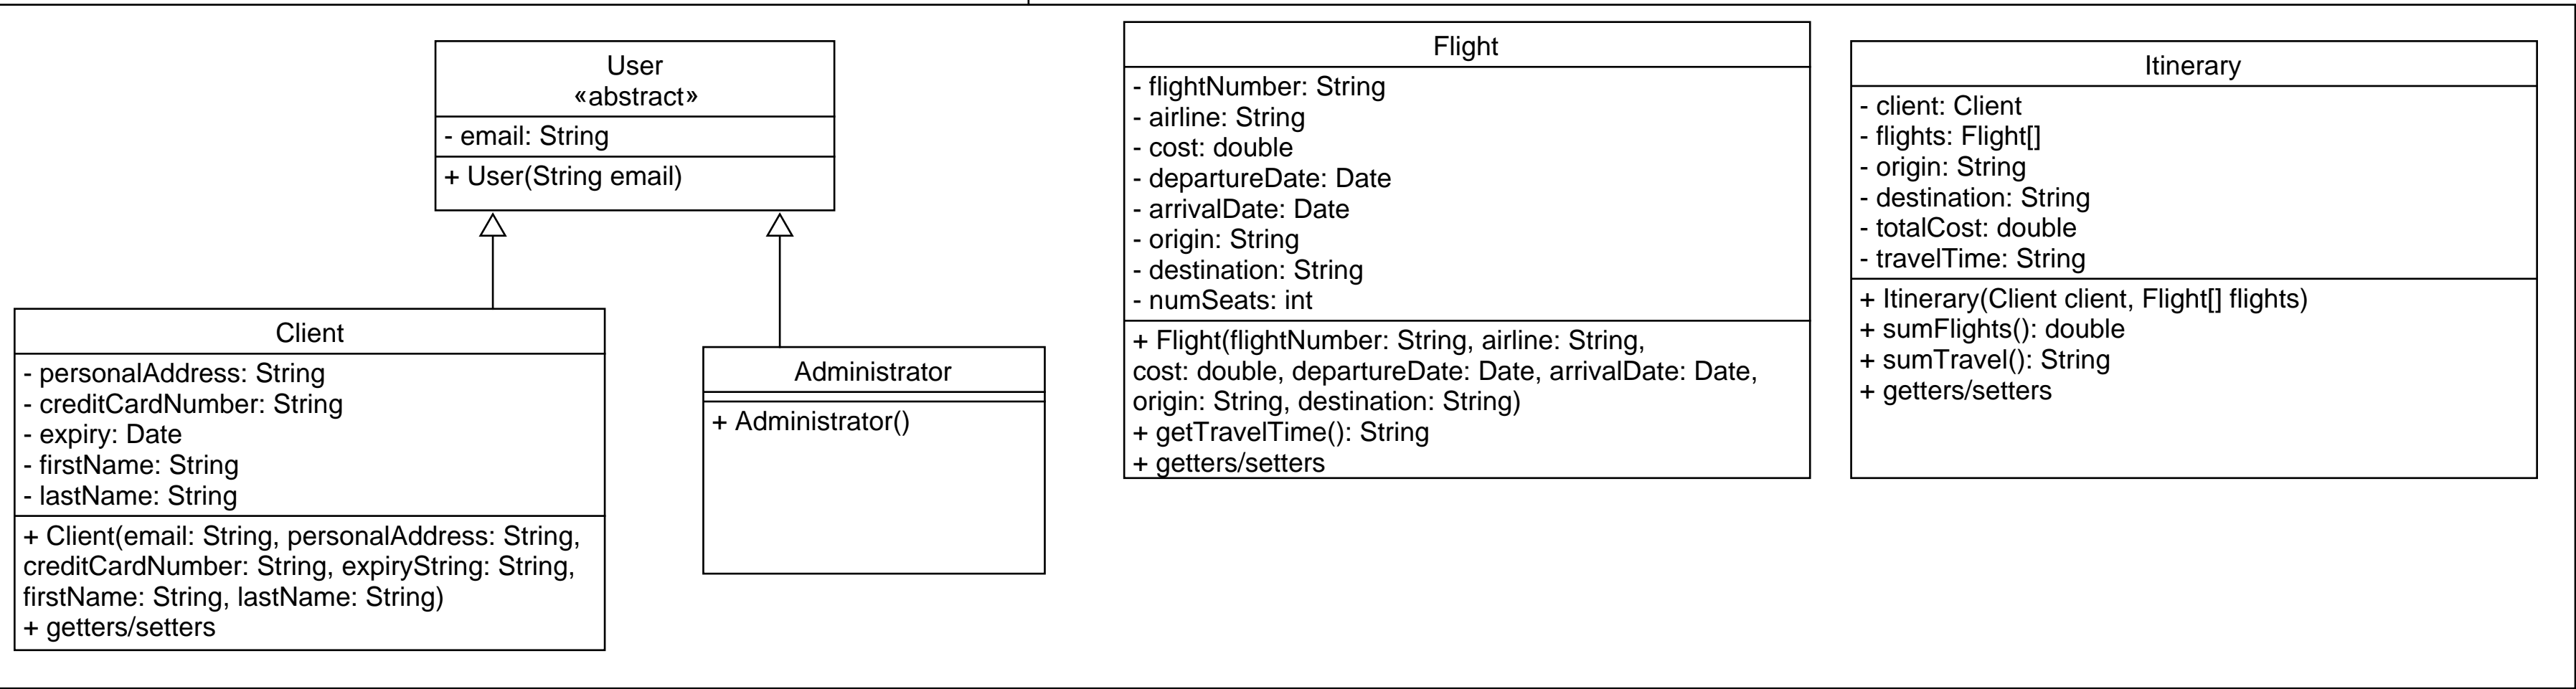 User
«abstract»
- email: String
+ User(String email)
Client
- personalAddress: String
- creditCardNumber: String
- expiry: Date
- firstName: String
- lastName: String
+ Client(email: String, personalAddress: String,
creditCardNumber: String, expiryString: String,
firstName: String, lastName: String)
+ getters/setters
Administrator
+ Administrator()
Flight
- flightNumber: String
- airline: String
- cost: double
- departureDate: Date
- arrivalDate: Date
- origin: String
- destination: String
- numSeats: int
+ Flight(flightNumber: String, airline: String,
cost: double, departureDate: Date, arrivalDate: Date,
origin: String, destination: String)
+ getTravelTime(): String
+ getters/setters
Itinerary
- client: Client
- flights: Flight[]
- origin: String
- destination: String
- totalCost: double
- travelTime: String
+ Itinerary(Client client, Flight[] flights)
+ sumFlights(): double
+ sumTravel(): String
+ getters/setters